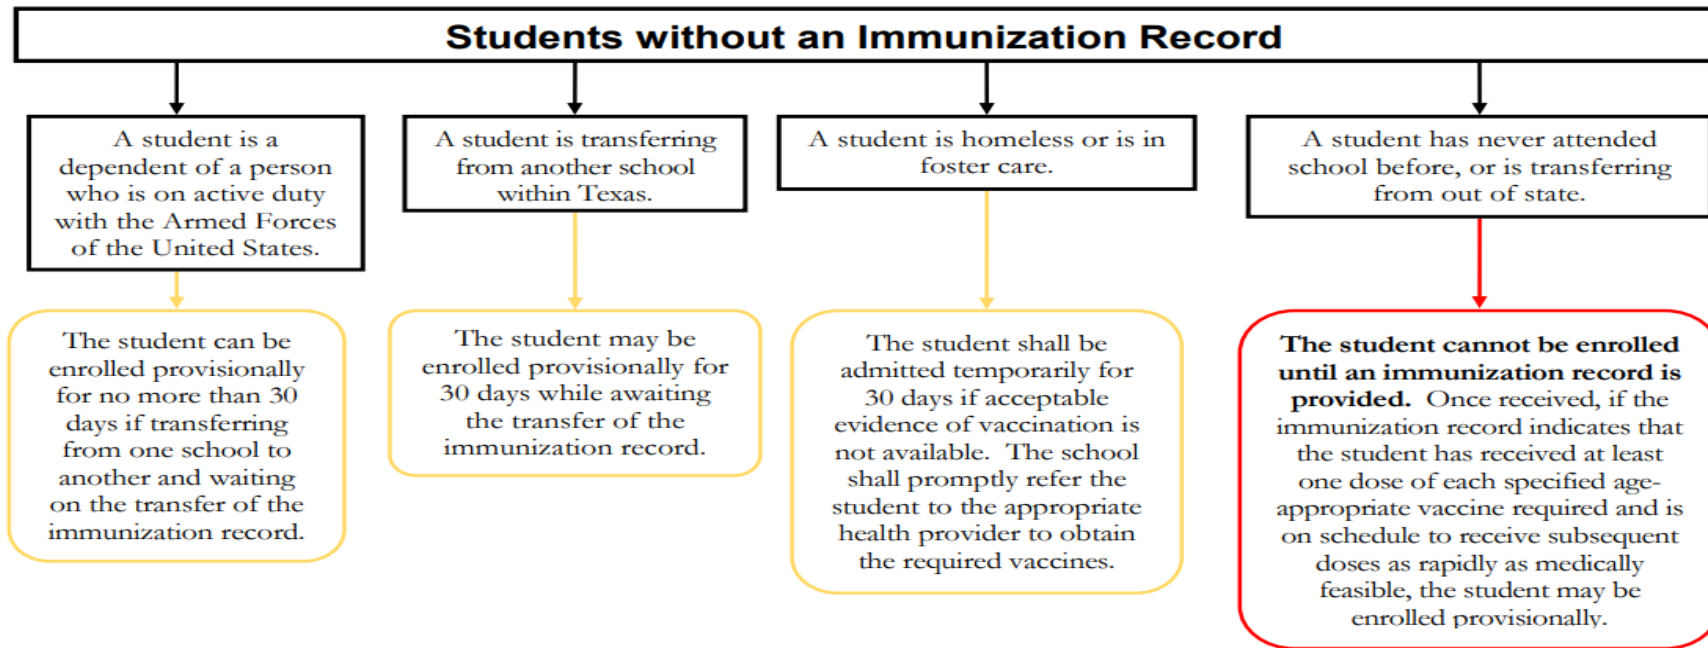 Students without an Immunization Record
A student is a
dependent of a person
who is on active duty
with the Armed Forces
of the United States.
The student can be
enrolled provisionally
for no more than 30
days if transferring
from one school to
another and waiting
on the transfer of the
immunization record.
A student is transferring
from another school
within Texas.
The student may be
enrolled provisionally for
30 days while awaiting
the transfer of the
immunization record.
A student is homeless or is in
foster care.
The student shall be
admitted temporarily for
30 days if acceptable
evidence of vaccination is
not available.  The school
shall promptly refer the
student to the appropriate
health provider to obtain
the required vaccines.
A student has never attended
school before, or is transferring
from out of state.
The student cannot be enrolled
until an immunization record is
provided.  Once received, if the
immunization record indicates that
the student has received at least
one dose of each specified age-
appropriate vaccine required and is
on schedule to receive subsequent
doses as rapidly as medically
feasible, the student may be
enrolled provisionally.